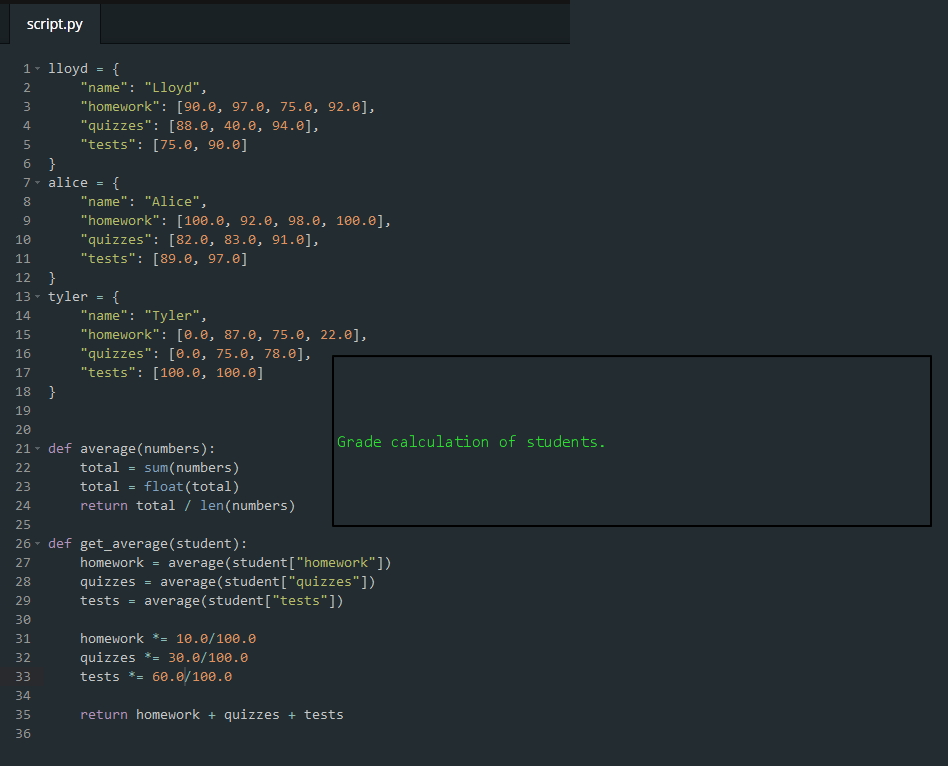 script.py
1 lloyd = {
2     "name": "Lloyd",
3     "homework": [90.0, 97.0, 75.0, 92.0],
4     "quizzes": [88.0, 40.0, 94.0],
5     "tests": [75.0, 90.0]
6 }
7 alice = {
8     "name": "Alice",
9     "homework": [100.0, 92.0, 98.0, 100.0],
10     "quizzes": [82.0, 83.0, 91.0],
11     "tests": [89.0, 97.0]
12 }
13 tyler = {
14     "name": "Tyler",
15     "homework": [0.0, 87.0, 75.0, 22.0],
16     "quizzes": [0.0, 75.0, 78.0],
17     "tests": [100.0, 100.0]
18 }
19
20
Grade calculation of students.
21 def average(numbers):
22     total = sum(numbers)
23     total = float(total)
24     return total / len(numbers)
25
26 def get_average(student):
27     homework = average(student["homework"])
28     quizzes = average(student["quizzes"])
29     tests = average(student["tests"])
30
31     homework *= 10.0/100.0
32     quizzes *= 30.0/100.0
33     tests *= 60.0/100.0
34
35     return homework + quizzes + tests
36